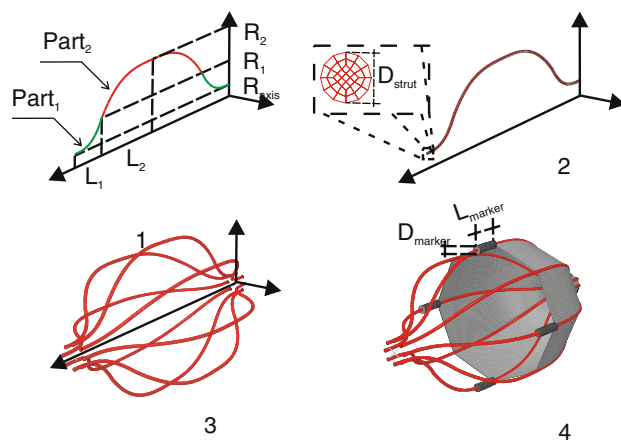 Part2
R2
R1
Raxis
Part1
L1
L2
1
Dstrut
2
3
Lmarker
Dmarker
4